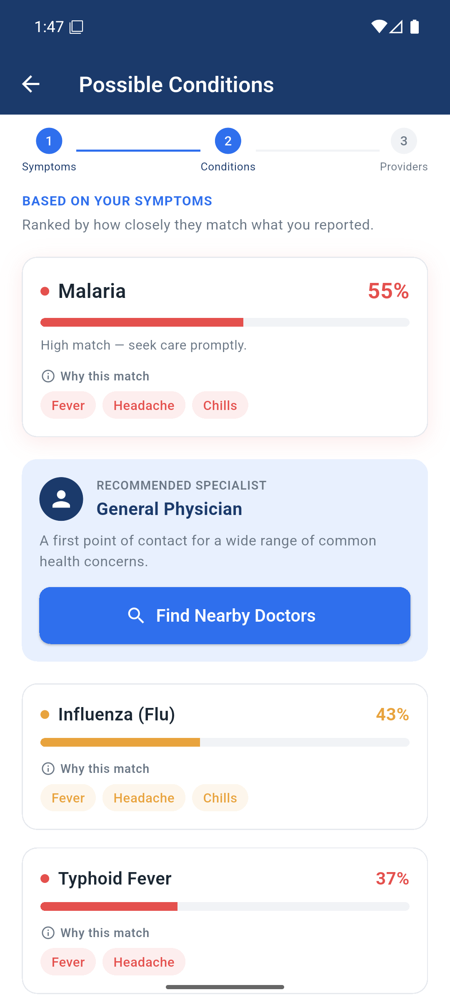 1:47
Possible Conditions
1
2
3
Symptoms
Conditions
Providers
BASED ON YOUR SYMPTOMS
Ranked by how closely they match what you reported.
Malaria
55%
High match — seek care promptly.
Why this match
Fever
Headache
Chills
RECOMMENDED SPECIALIST
General Physician
A first point of contact for a wide range of common
health concerns.
Find Nearby Doctors
Influenza (Flu)
43%
Why this match
Fever
Headache
Chills
Typhoid Fever
37%
Why this match
Fever
Headache